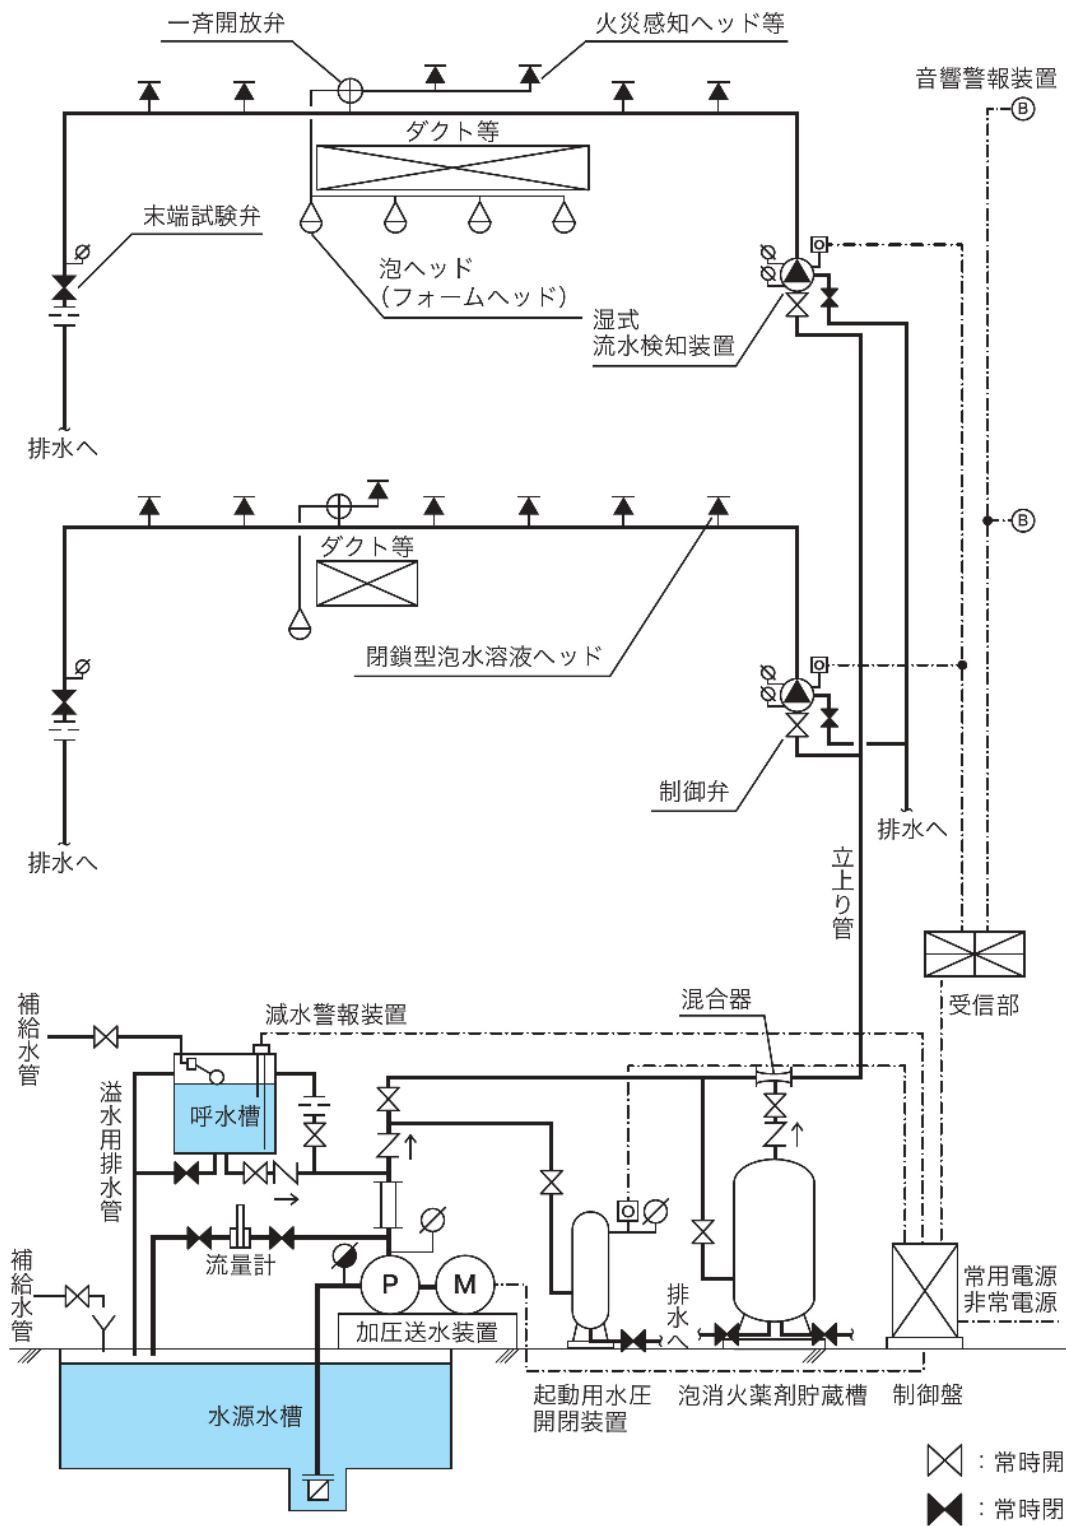 一斉開放弁
火災感知ヘッド等
音響警報装置
B
ダクト等
末端試験弁
泡ヘッド
（フォームヘッド）
湿式
流水検知装置
排水へ
B
ダクト等
閉鎖型泡水溶液ヘッド
制御弁
排水へ
排水へ
立上り管
受信部
補給水管
減水警報装置
混合器
溢水用排水管
呼水槽
流量計
補給水管
P
M
加圧送水装置
排水へ
常用電源
非常電源
水源水槽
起動用水圧
開閉装置
泡消火薬剤貯蔵槽
制御盤
：常時開
：常時閉